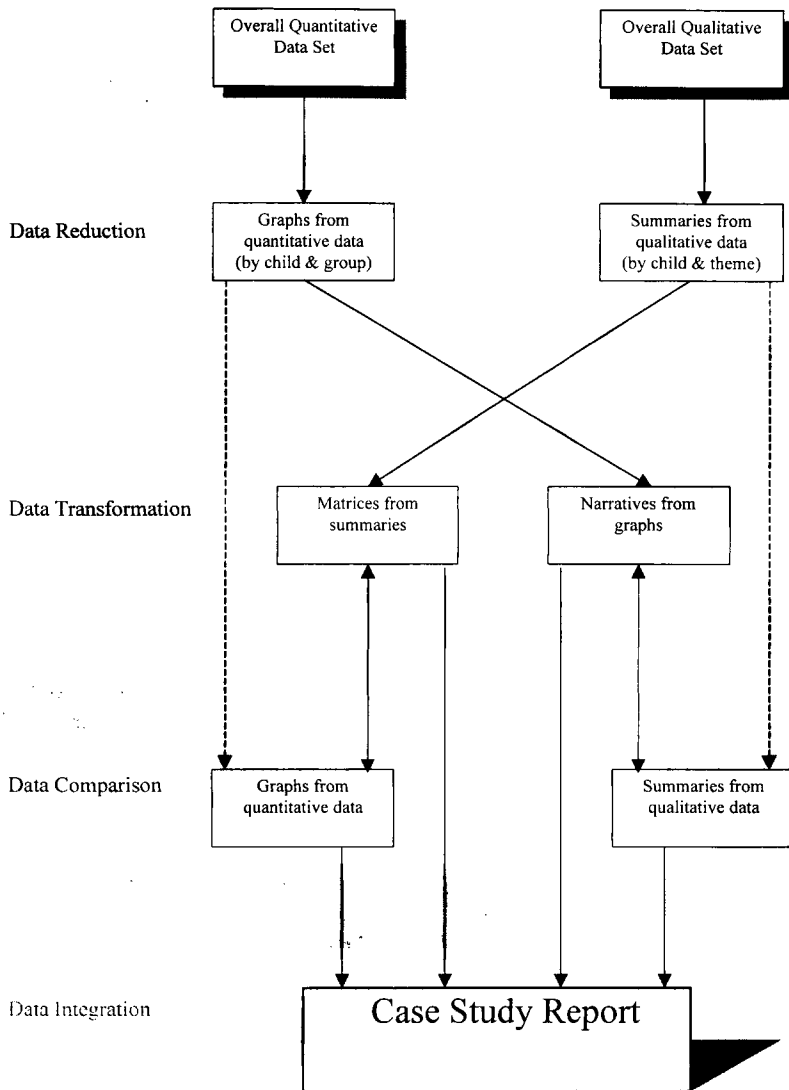 Overall Quantitative
Data Set
Overall Qualitative
Data Set
Data Reduction
Graphs from
quantitative data
(by child & group)
Summaries from
qualitative data
(by child & theme)
Data Transformation
Matrices from
summaries
Narratives from
graphs
Data Comparison
Graphs from
quantitative data
Summaries from
qualitative data
Data Integration
Case Study Report